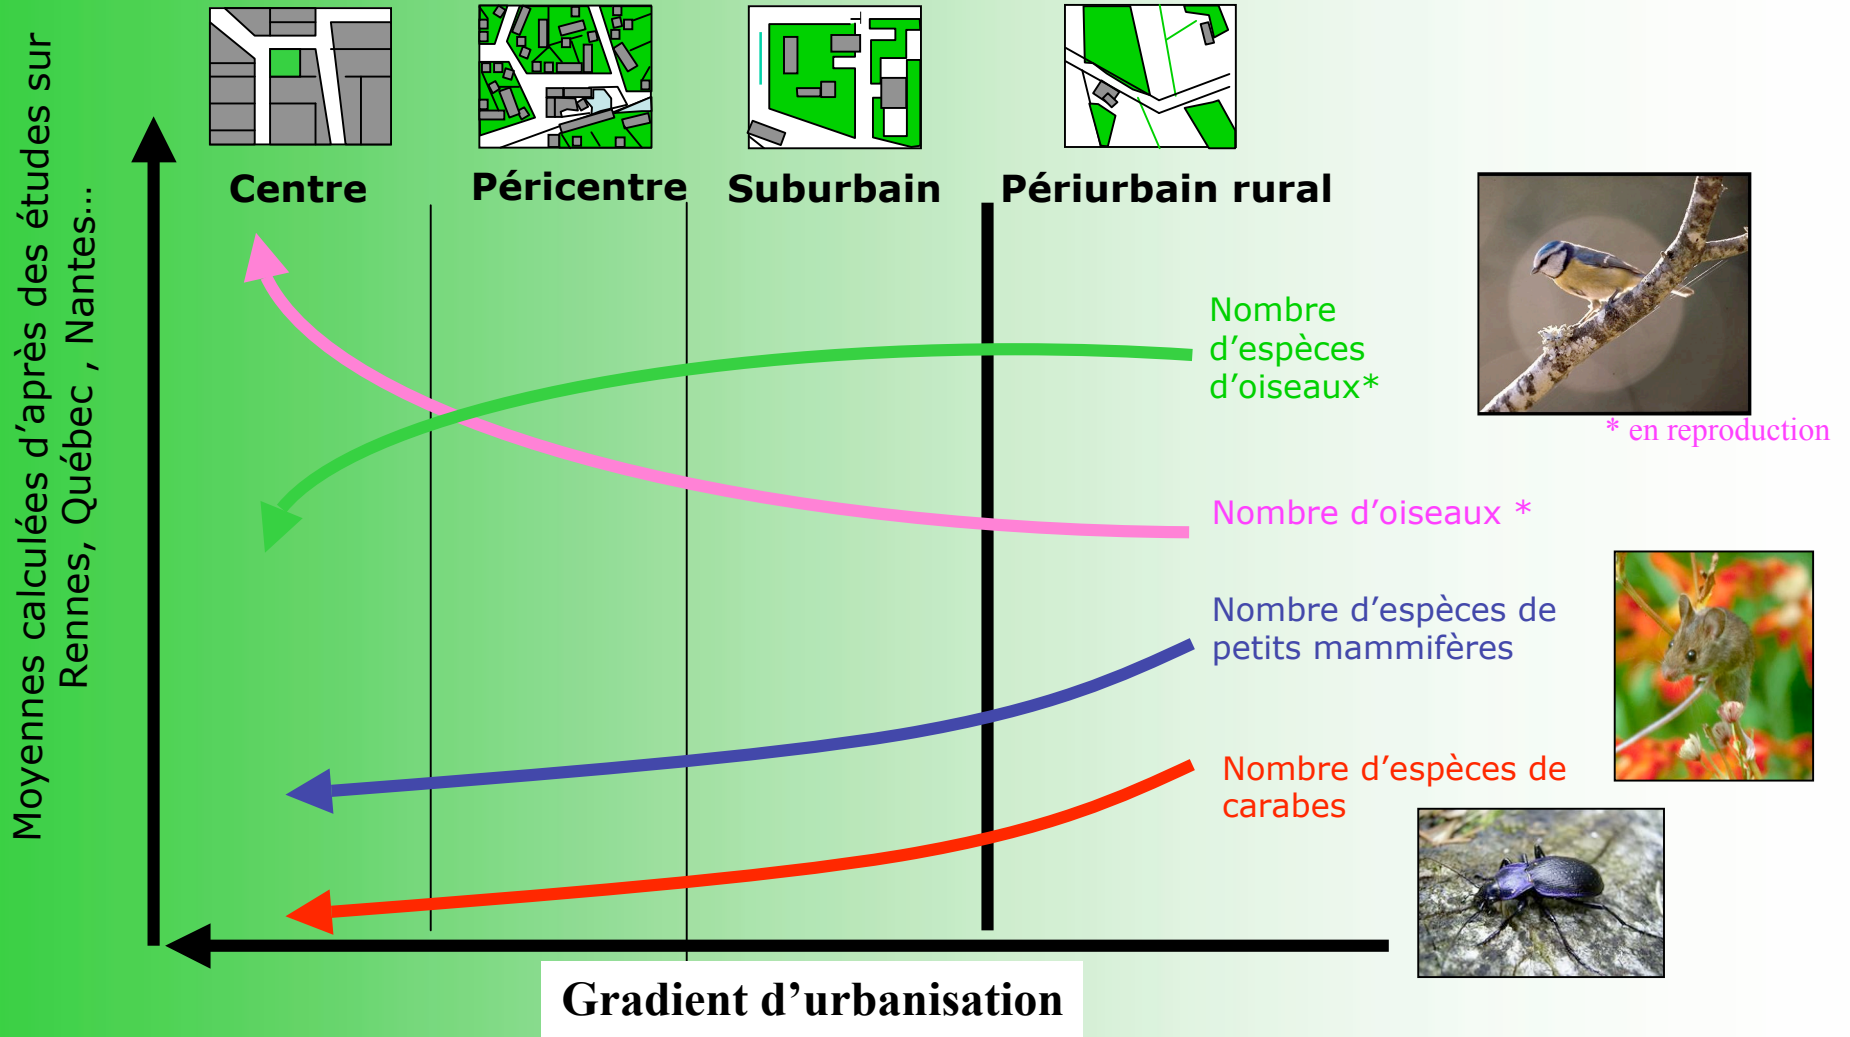 Moyennes calculées d’après des études sur
Rennes, Québec , Nantes...
Centre
Péricentre
Suburbain
Périurbain rural
Nombre
d’espèces
d’oiseaux*
* en reproduction
Nombre d’oiseaux *
Nombre d’espèces de
petits mammifères
Nombre d’espèces de
carabes
Gradient d’urbanisation